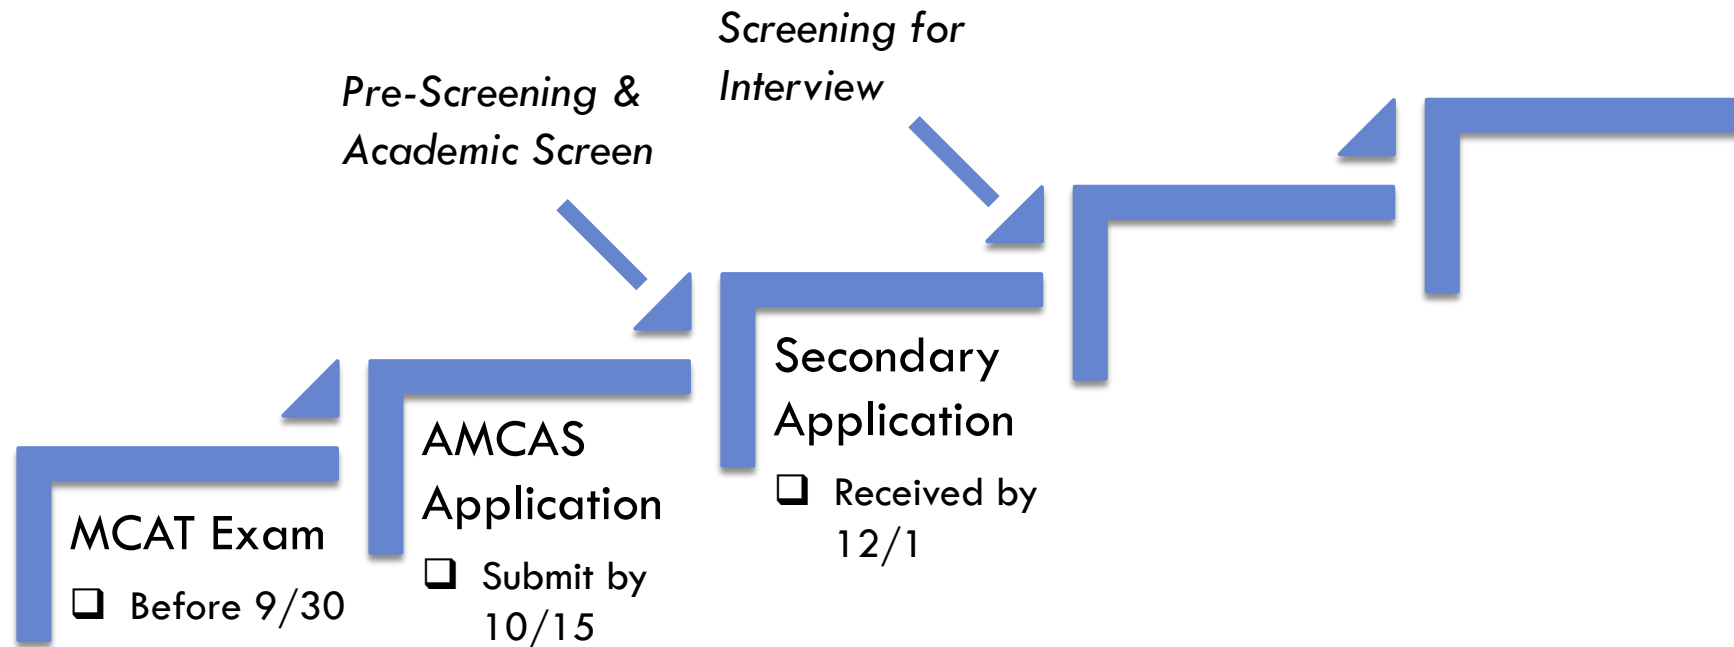 Screening for
Interview
Pre-Screening &
Academic Screen
Secondary
Application
❑ Received by
12/1
AMCAS
Application
❑ Submit by
10/15
MCAT Exam
❑ Before 9/30